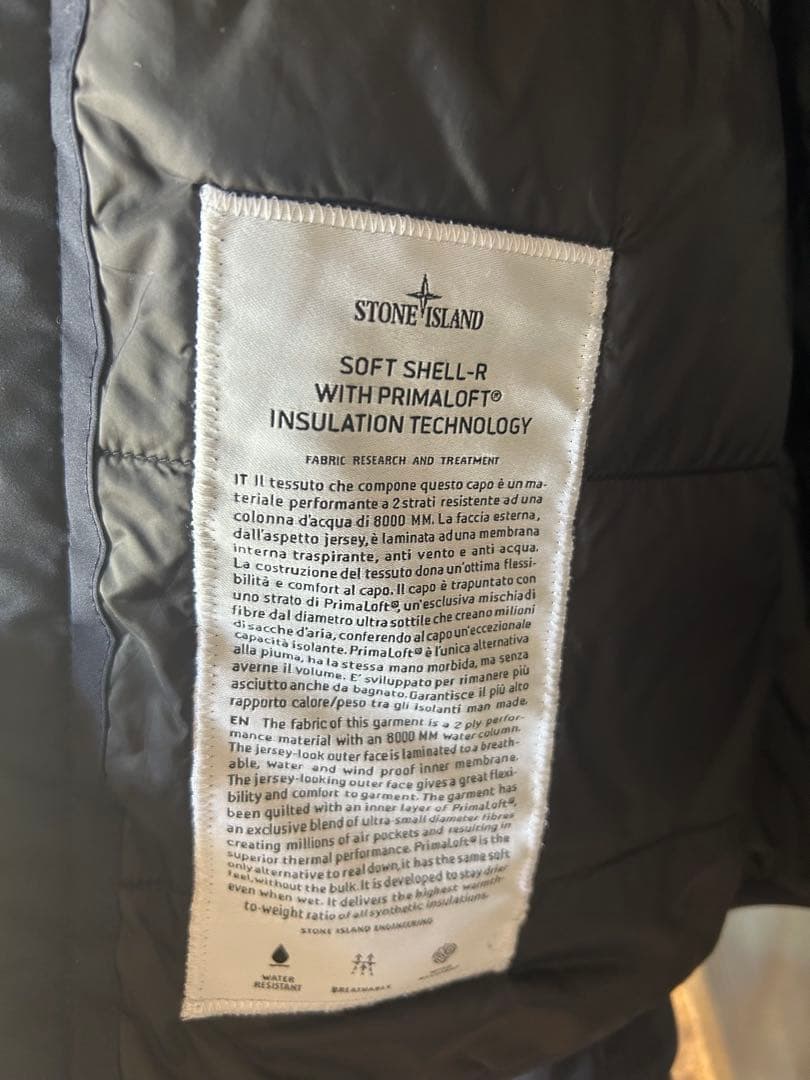 STONE ISLAND
SOFT SHELL-R
WITH PRIMALOFT®
INSULATION TECHNOLOGY
FABRIC RESEARCH AND TREATMENT
IT Il tessuto che compone questo capo è un ma-
teriale performante a 2 strati resistente ad una
colonna d'acqua di 8000 MM. La faccia esterna,
dall'aspetto jersey, è laminata ad una membrana
interna traspirante, anti vento e anti acqua.
La costruzione del tessuto dona un'ottima flessi-
bilità e comfort al capo. Il capo è trapuntato con
uno strato di PrimaLoft®, un'esclusiva mischia di
fibre dal diametro ultra sottile che creano milioni
di sacche d'aria, conferendo al capo un'eccezionale
capacità isolante. PrimaLoft® è l'unica alternativa
alla piuma, ha la stessa mano morbida, ma senza
averne il volume. E' sviluppato per rimanere più
asciutto anche da bagnato. Garantisce il più alto
rapporto calore/peso tra gli isolanti man made.
EN The fabric of this garment is a 2 ply perfor-
mance material with an 8000 MM water column.
The jersey-look outer face is laminated to a breath-
able, water and wind proof inner membrane.
The jersey-looking outer face gives a great flexi-
bility and comfort to garment. The garment has
been quilted with an inner layer of PrimaLoft®,
an exclusive blend of ultra-small diameter fibres
creating millions of air pockets and resulting in
superior thermal performance. PrimaLoft® is the
only alternative to real down, it has the same soft
feel, without the bulk. It is developed to stay drier
even when wet. It delivers the highest warmth-
to-weight ratio of all synthetic insulations.
STONE ISLAND ENGINEERING
WATER
RESISTANT
BREATHABLE